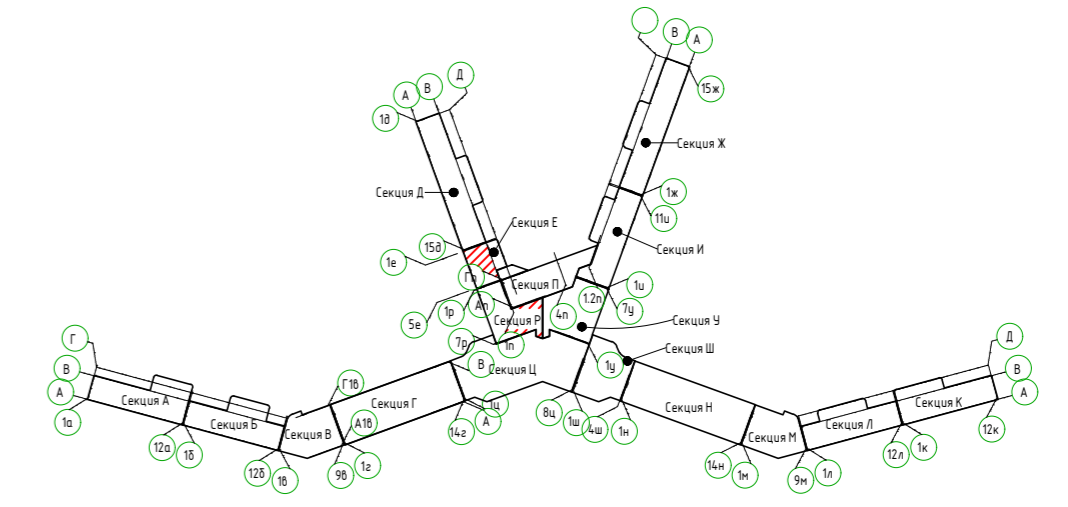 В
А
Д
В
А
15ж
1д
Секция Ж
Секция Д
1ж
11и
Секция Е
15д
Секция И
1е
Гп
Секция П
1и
1.2п
7у
1р
Ап
4п
5е
Секция Р
Секция У
7р
1п
1у
Секция Ш
Г
В
А
1а
Секция А
Секция Б
12а
1б
12б
1в
Секция В
Г1в
А1в
9в
1г
Секция Г
14г
В
Секция Ц
1ц
А
8ц
1ш
4ш
1н
Секция Н
14н
1м
Секция М
9м
1л
Секция Л
12л
1к
Секция К
12к
Д
В
А